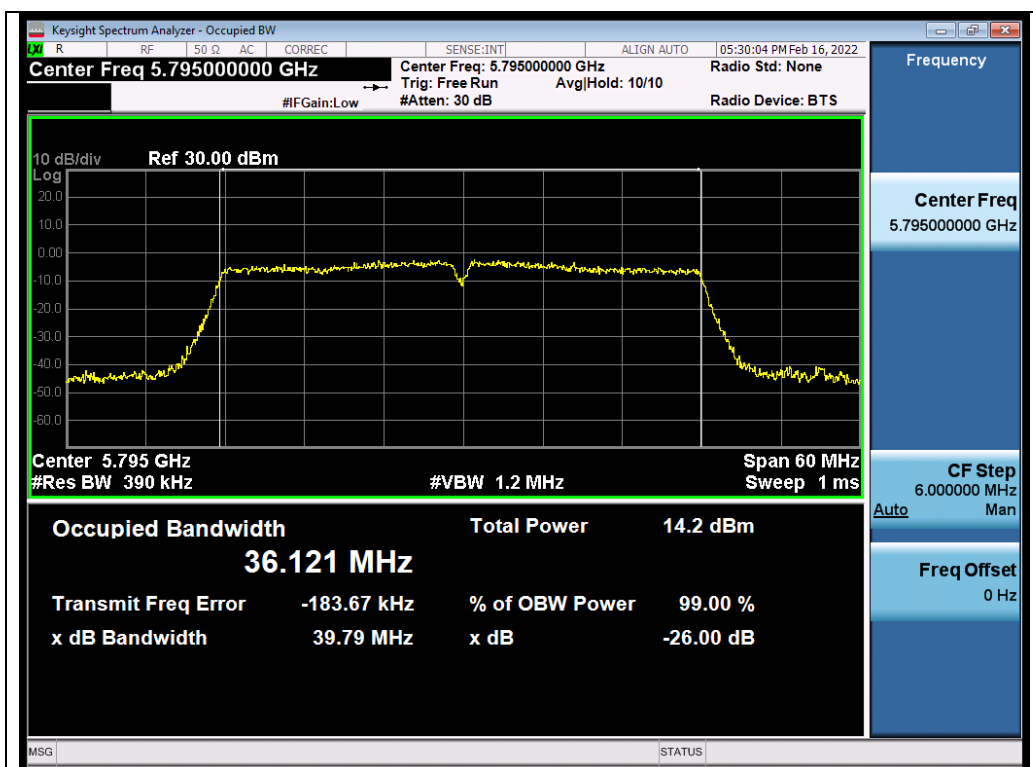 Keysight Spectrum Analyzer - Occupied BW
LXI R RF 50 Ω AC CORREC SENSE:INT ALIGN AUTO 05:30:04 PM Feb 16, 2022
Center Freq 5.795000000 GHz
Center Freq: 5.795000000 GHz
Radio Std: None
Trig: Free Run Avg|Hold: 10/10
#IFGain:Low
#Atten: 30 dB
Radio Device: BTS
Frequency
10 dB/div Ref 30.00 dBm
Log
20.0
10.0
0.00
-10.0
-20.0
-30.0
-40.0
-50.0
-60.0
Center 5.795 GHz Span 60 MHz
#Res BW 390 kHz #VBW 1.2 MHz Sweep 1 ms
Center Freq
5.795000000 GHz
CF Step
6.000000 MHz
Auto Man
Freq Offset
0 Hz
Occupied Bandwidth Total Power 14.2 dBm
36.121 MHz
Transmit Freq Error -183.67 kHz % of OBW Power 99.00 %
x dB Bandwidth 39.79 MHz x dB -26.00 dB
MSG STATUS